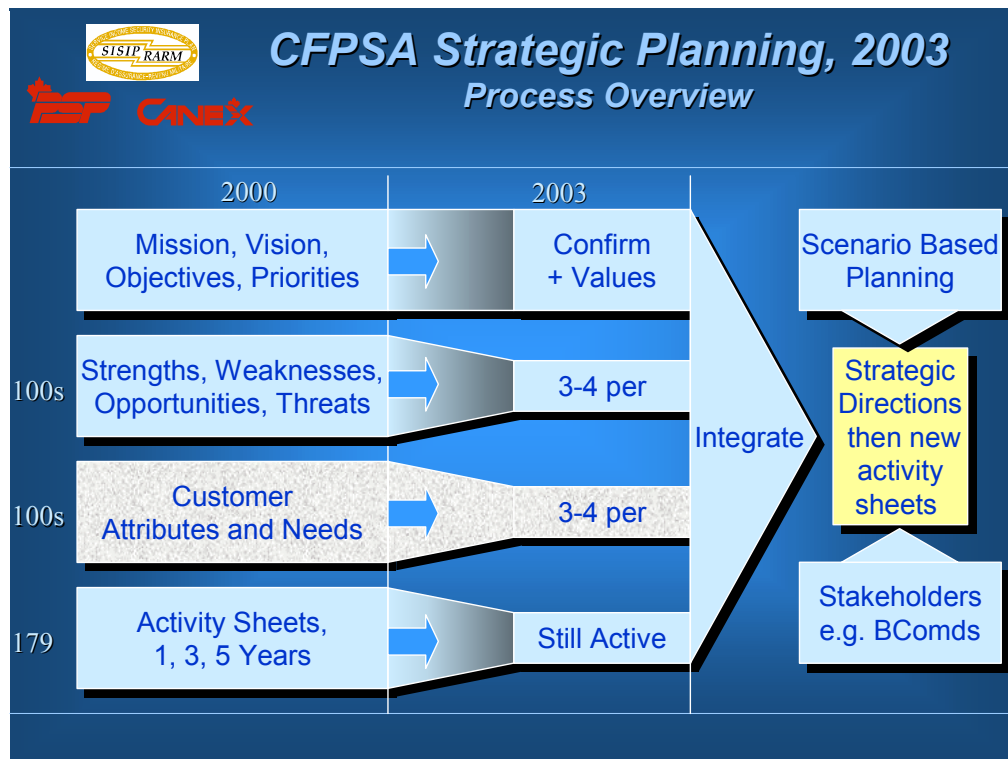 CFPSA Strategic Planning, 2003
Process Overview
SISIP RARM
PSP
CANEX
2000
2003
Mission, Vision,
Objectives, Priorities
Confirm
+ Values
100s
Strengths, Weaknesses,
Opportunities, Threats
3-4 per
100s
Customer
Attributes and Needs
3-4 per
179
Activity Sheets,
1, 3, 5 Years
Still Active
Integrate
Scenario Based
Planning
Strategic
Directions
then new
activity
sheets
Stakeholders
e.g. BComds